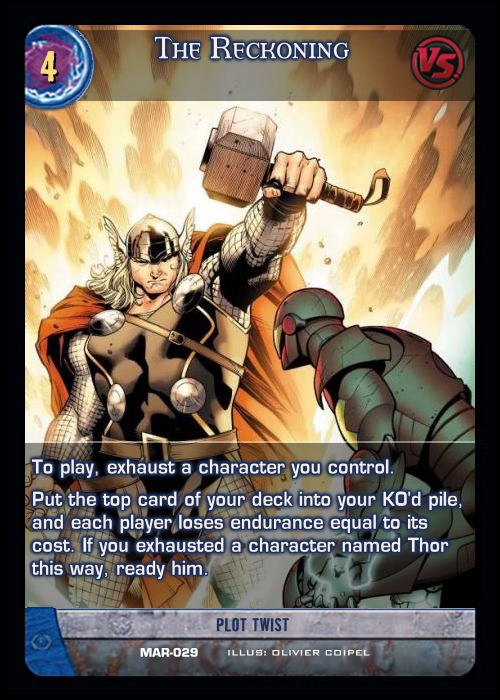 The Reckoning
4
VS
To play, exhaust a character you control.
Put the top card of your deck into your KO'd pile,
and each player loses endurance equal to its
cost. If you exhausted a character named Thor
this way, ready him.
PLOT TWIST
MAR-029 ILLUS: OLIVIER COIPEL